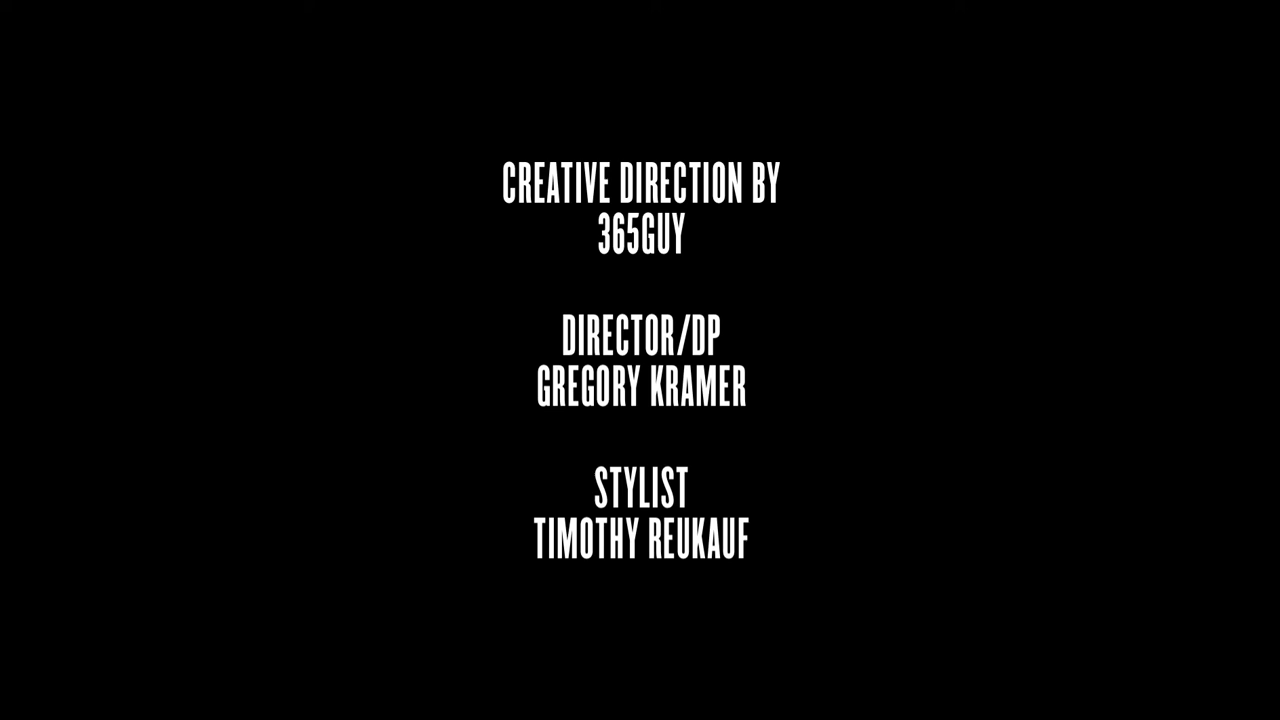 CREATIVE DIRECTION BY
365GUY
DIRECTOR/DP
GREGORY KRAMER
STYLIST
TIMOTHY REUKAUF